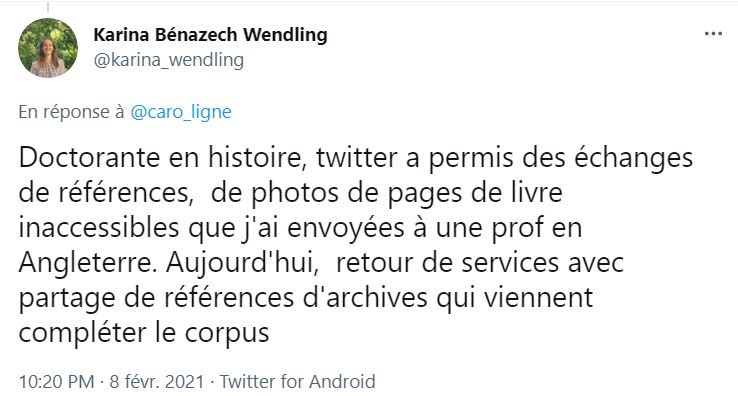 Karina Bénazech Wendling
@karina_wendling
En réponse à @caro_ligne
Doctorante en histoire, twitter a permis des échanges
de références,  de photos de pages de livre
inaccessibles que j'ai envoyées à une prof en
Angleterre. Aujourd'hui,  retour de services avec
partage de références d'archives qui viennent
compléter le corpus
10:20 PM · 8 févr. 2021 · Twitter for Android